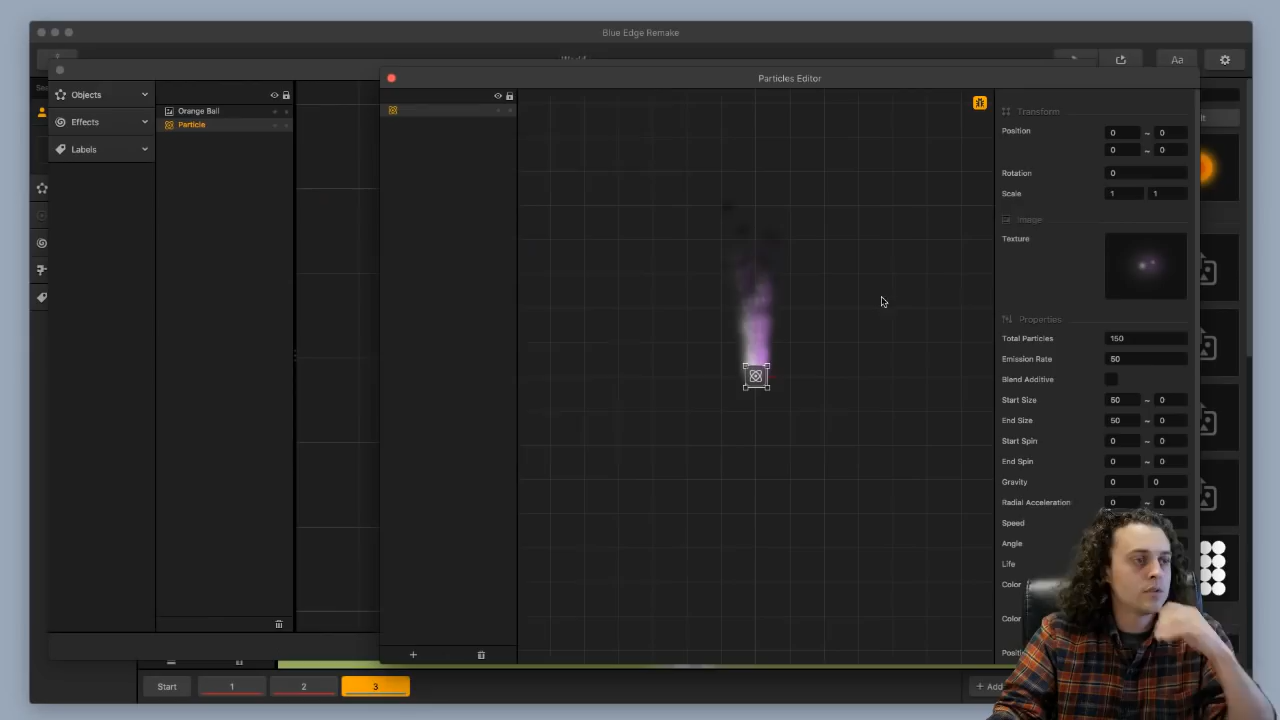 Blue Edge Remake
World
Aa
Particles Editor
Objects
Effects
Labels
Orange Ball
Particle
Transform
Position 0 ~ 0
0 ~ 0
Rotation 0
Scale 1 1
Image
Texture
Properties
Total Particles 150
Emission Rate 50
Blend Additive
Start Size 50 ~ 0
End Size 50 ~ 0
Start Spin 0 ~ 0
End Spin 0 ~ 0
Gravity 0 0
Radial Acceleration 0 ~ 0
Speed
Angle
Life
Color
Color
Start
1
2
3
+ Add